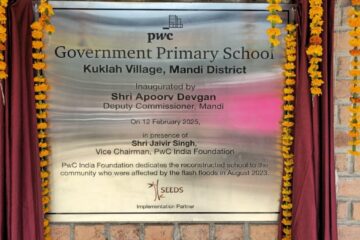 pwc
Government Primary School
Kuklah Village, Mandi District
Inaugurated by
Shri Apoorv Devgan
Deputy Commissioner, Mandi
On 12 February 2025,
in presence of
Shri Jaivir Singh,
Vice Chairman, PwC India Foundation
PwC India Foundation dedicates the reconstructed school to the
community who were affected by the flash floods in August 2023.
SEEDS
Implementation Partner